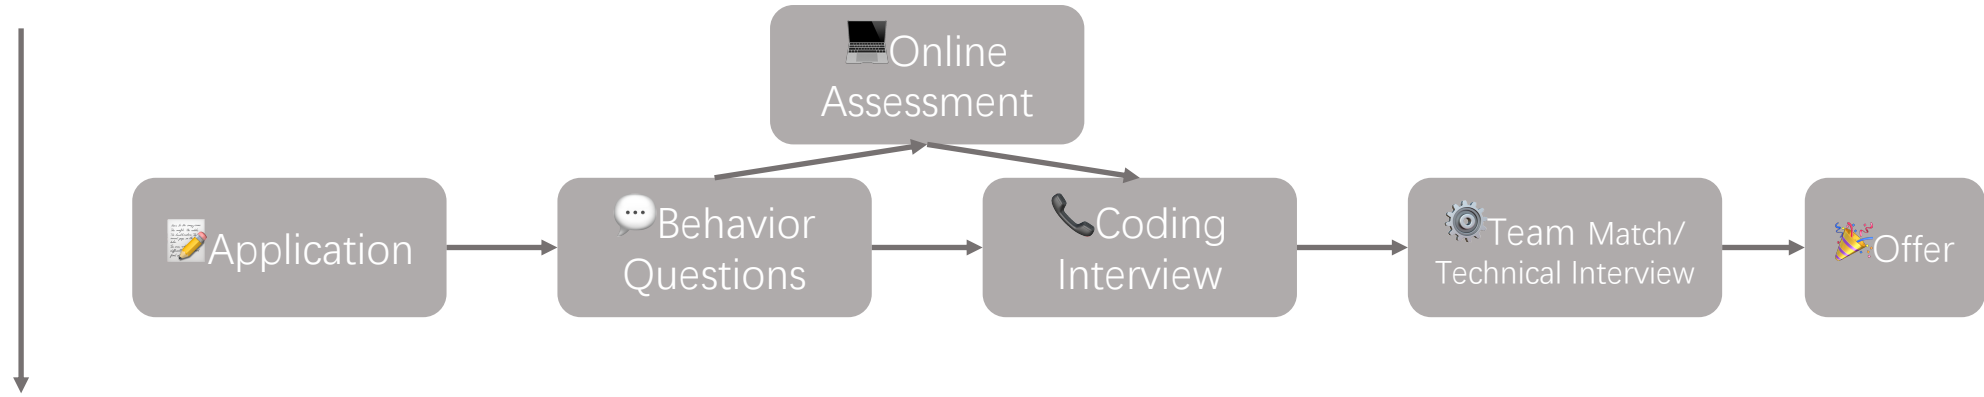 Online
Assessment
Application
Behavior
Questions
Coding
Interview
Team Match/
Technical Interview
Offer